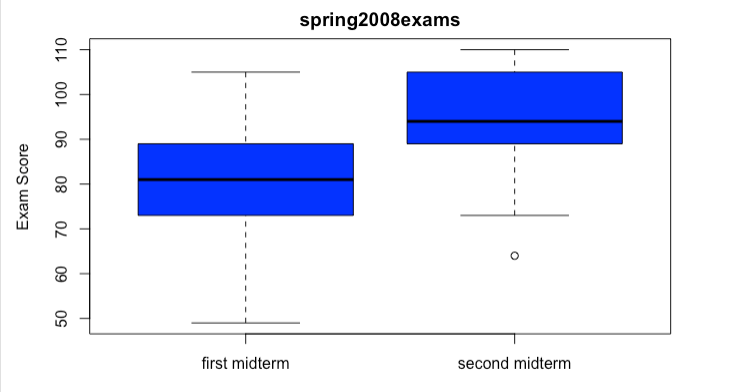 spring2008exams
Exam Score
110
100
90
80
70
60
50
first midterm
second midterm